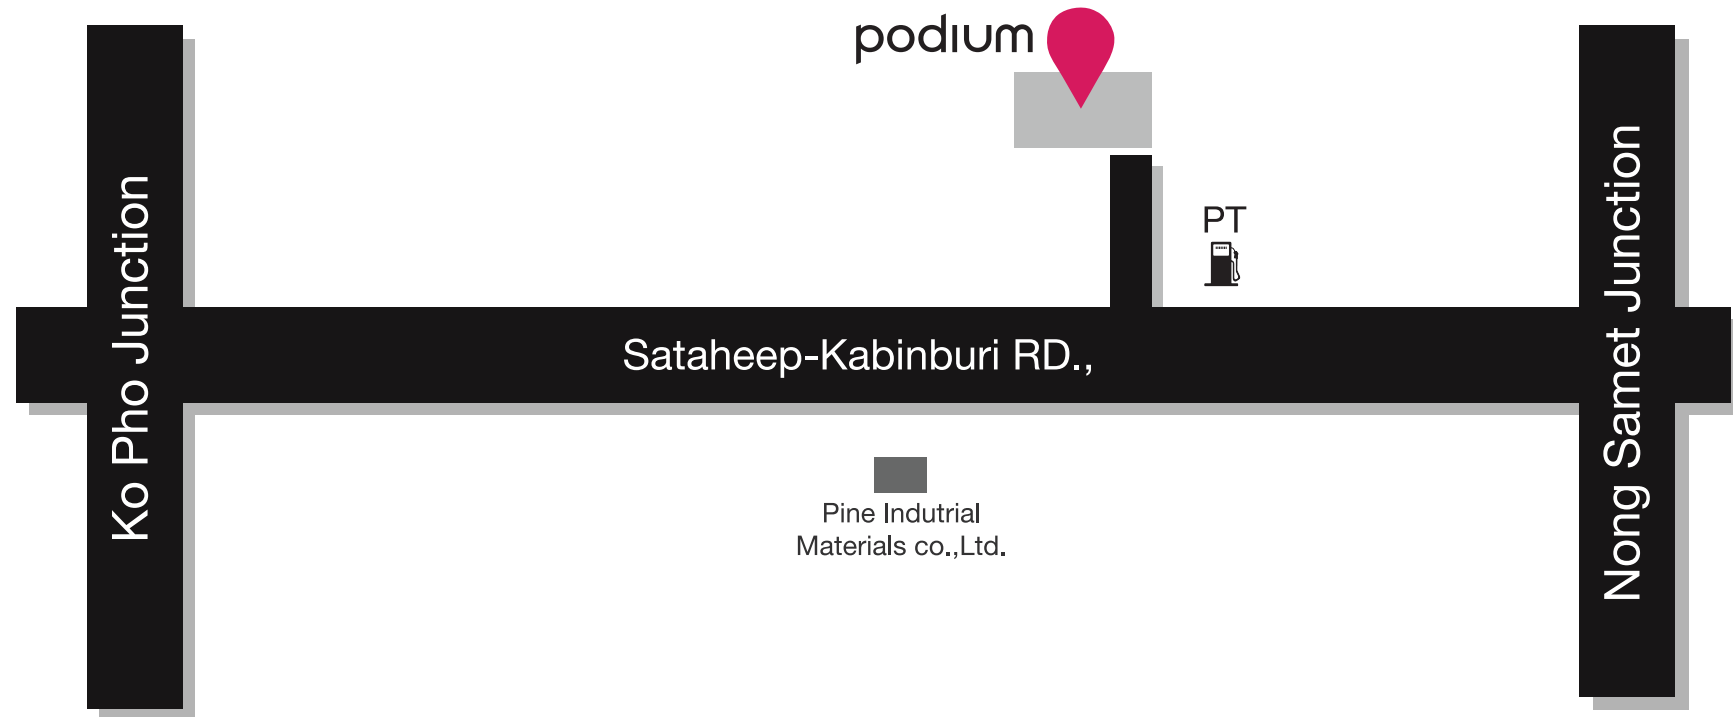 podium
PT
Ko Pho Junction
Sataheep-Kabinburi RD.,
Nong Samet Junction
Pine Indutrial
Materials co.,Ltd.